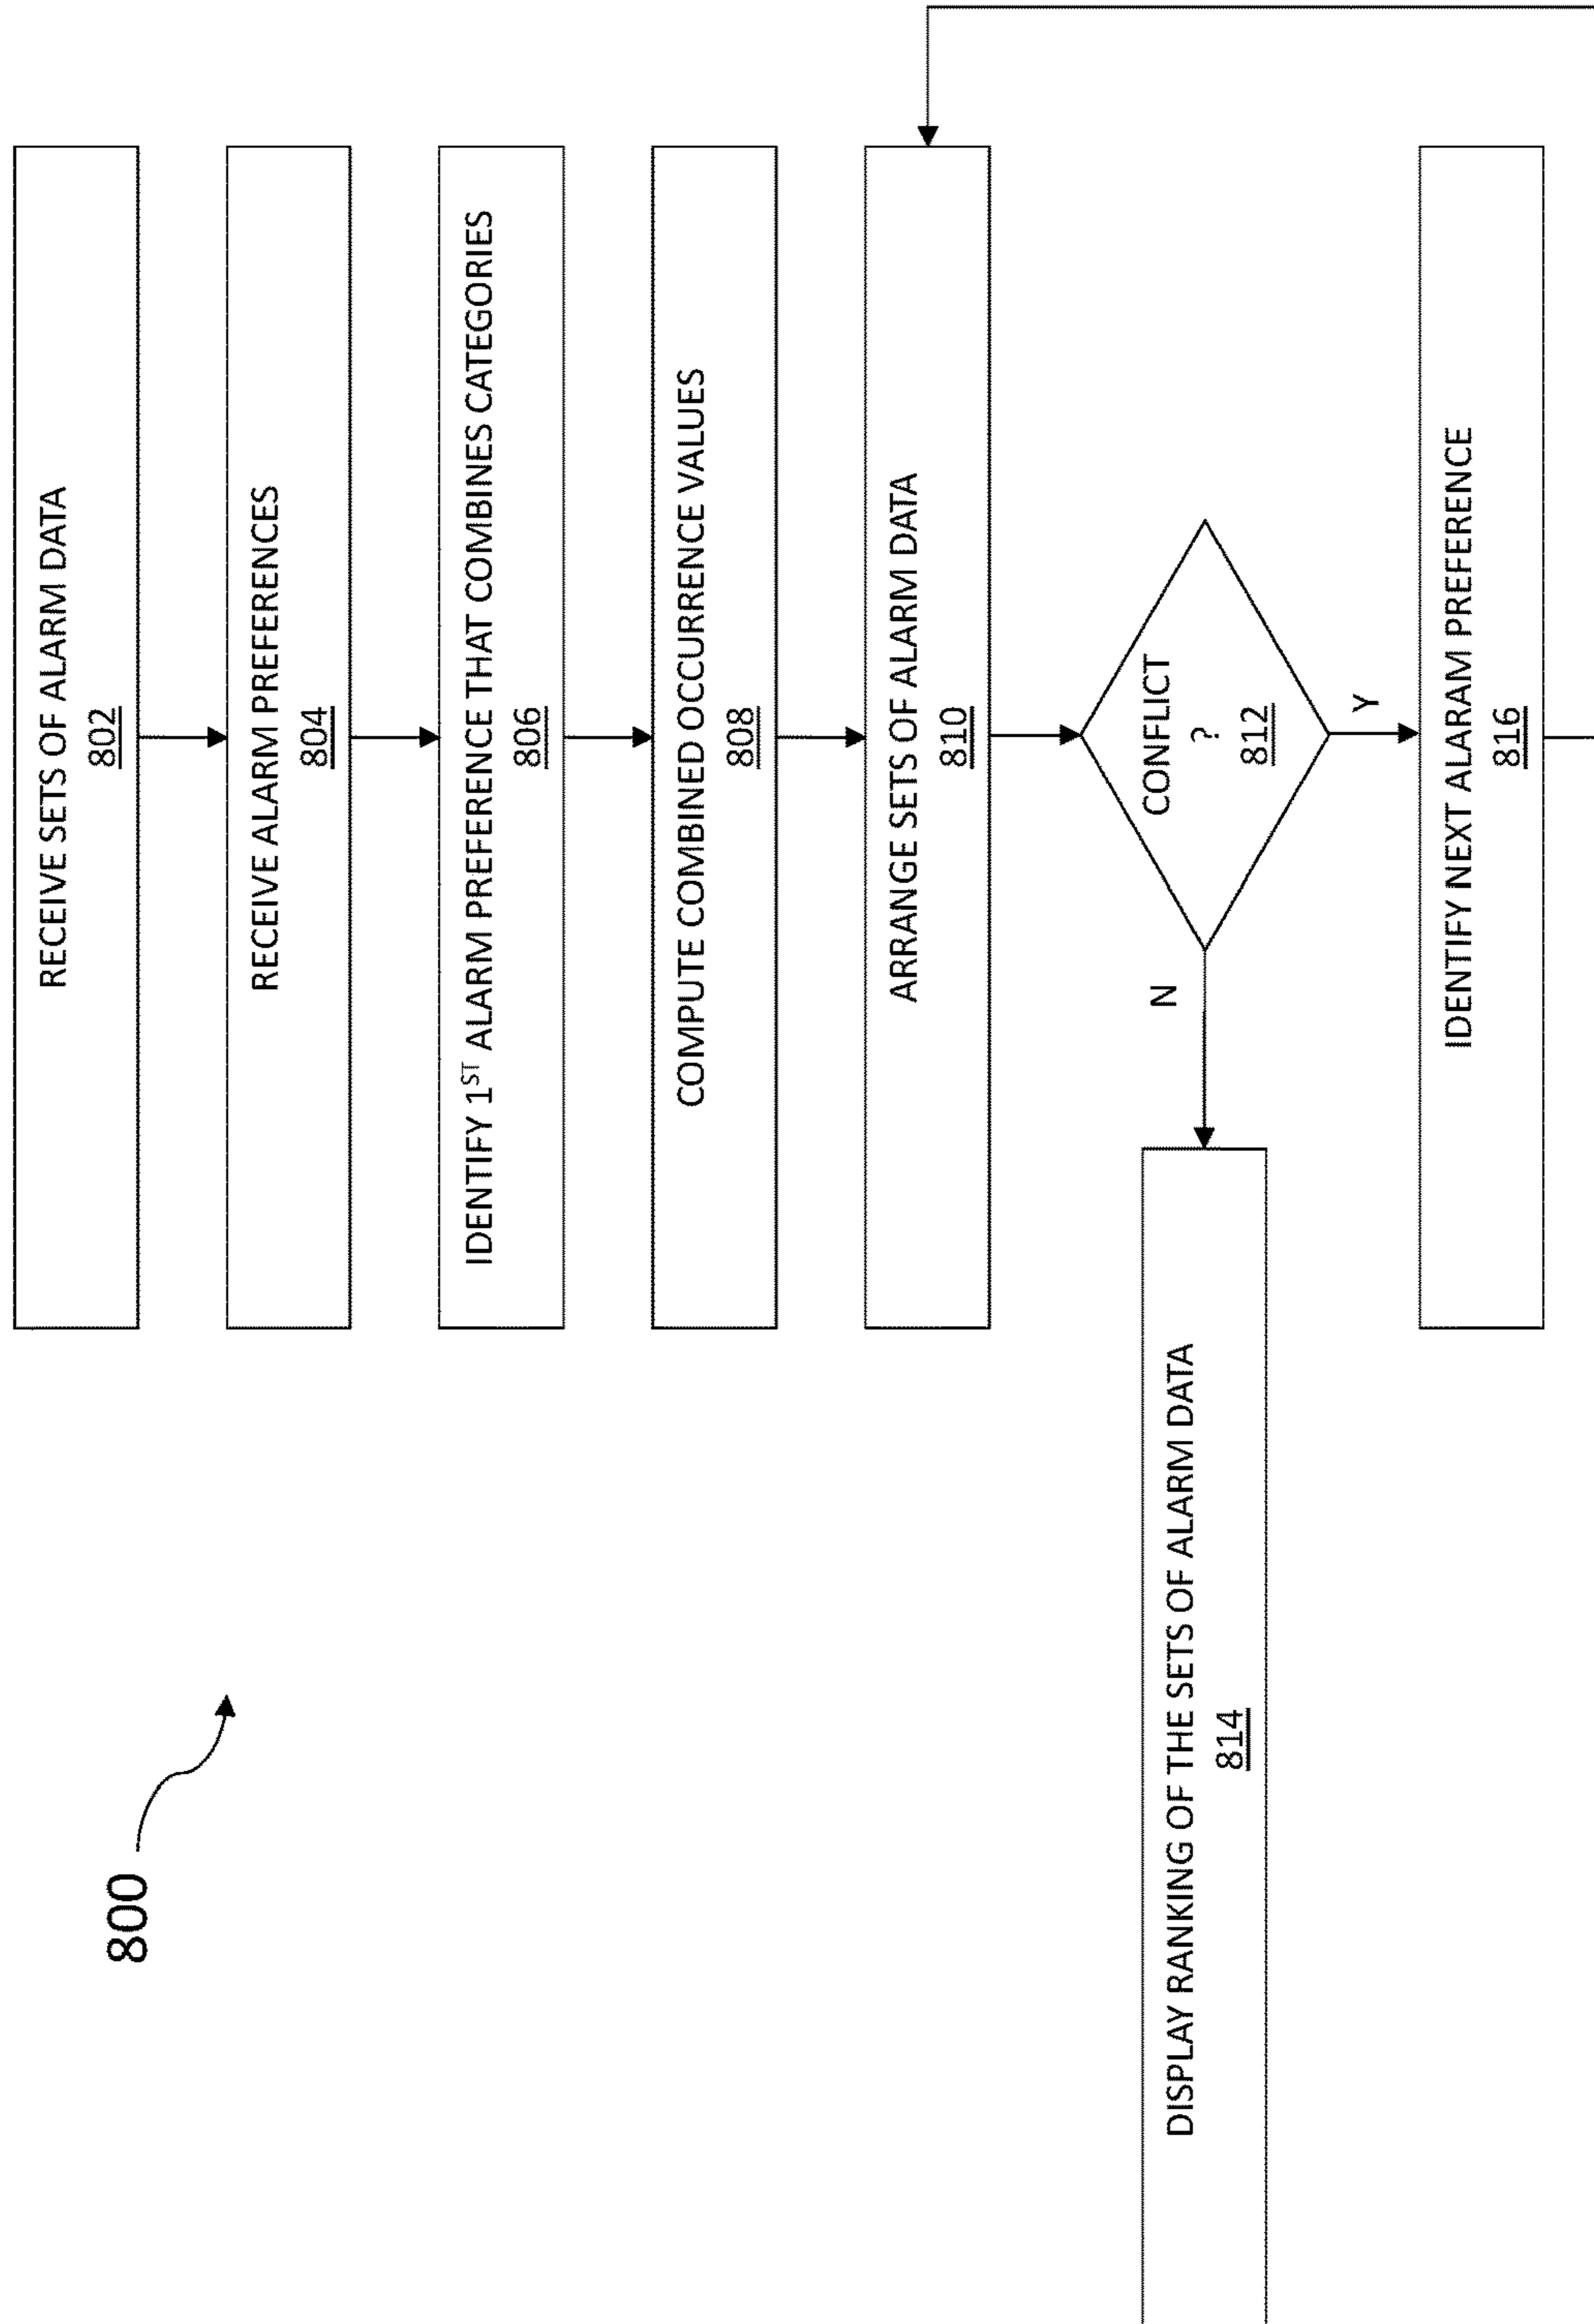 800
RECEIVE SETS OF ALARM DATA
802
RECEIVE ALARM PREFERENCES
804
IDENTIFY 1ST ALARM PREFERENCE THAT COMBINES CATEGORIES
806
COMPUTE COMBINED OCCURRENCE VALUES
808
ARRANGE SETS OF ALARM DATA
810
CONFLICT
?
812
N
Y
DISPLAY RANKING OF THE SETS OF ALARM DATA
814
IDENTIFY NEXT ALARAM PREFERENCE
816